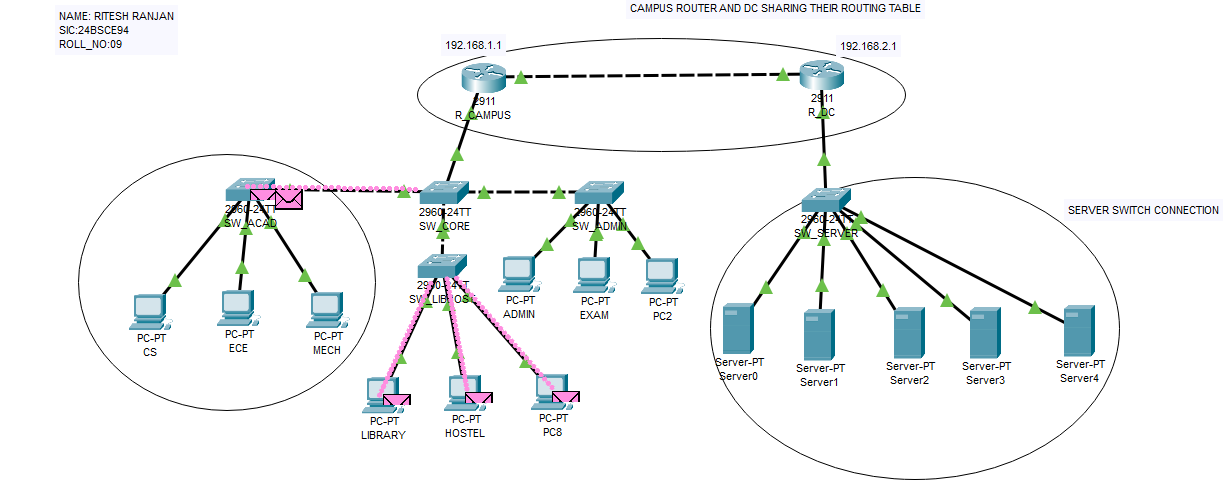 NAME: RITESH RANJAN
SIC:24BSCE94
ROLL_NO:09
CAMPUS ROUTER AND DC SHARING THEIR ROUTING TABLE
192.168.1.1
192.168.2.1
2911
R_CAMPUS
2911
R_DC
2960-24TT
SW_ACAD
2960-24TT
SW_CORE
2960-24TT
SW_ADMIN
2960-24TT
SW_SERVER
SERVER SWITCH CONNECTION
PC-PT
CS
PC-PT
ECE
PC-PT
MECH
PC-PT
ADMIN
PC-PT
EXAM
PC-PT
PC2
PC-PT
LIBRARY
PC-PT
HOSTEL
PC-PT
PC8
Server-PT
Server0
Server-PT
Server1
Server-PT
Server2
Server-PT
Server3
Server-PT
Server4